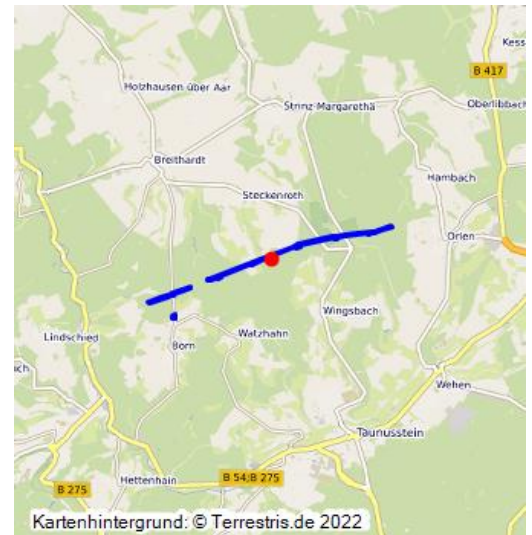 Kess
B 417
Holzhausen über Aar
Strinz-Margarethä
Oberlibbach
Breithardt
Hambach
Steckenroth
Orlen
Wingsbach
Lindschied
Born
Watzhahn
Wehen
ch
Taunusstein
Hettenhain
B 54;B 275
B 275
Kartenhintergrund: © Terrestris.de 2022